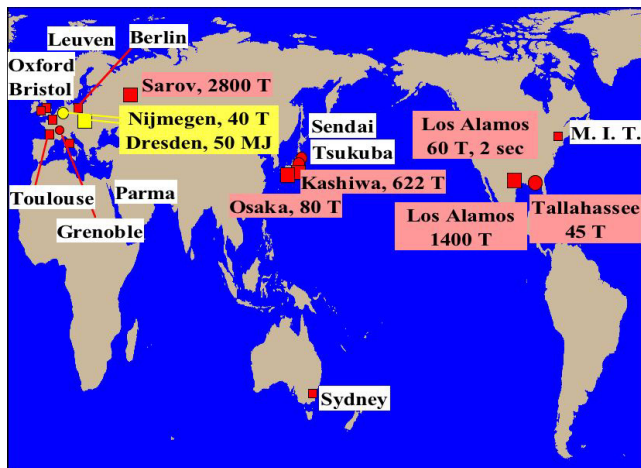 Leuven
Berlin
Oxford
Bristol
Sarov, 2800 T
Nijmegen, 40 T
Dresden, 50 MJ
Sendai
Tsukuba
Los Alamos
60 T, 2 sec
M. I. T.
Kashiwa, 622 T
Toulouse
Parma
Osaka, 80 T
Los Alamos
1400 T
Tallahassee
45 T
Grenoble
Sydney